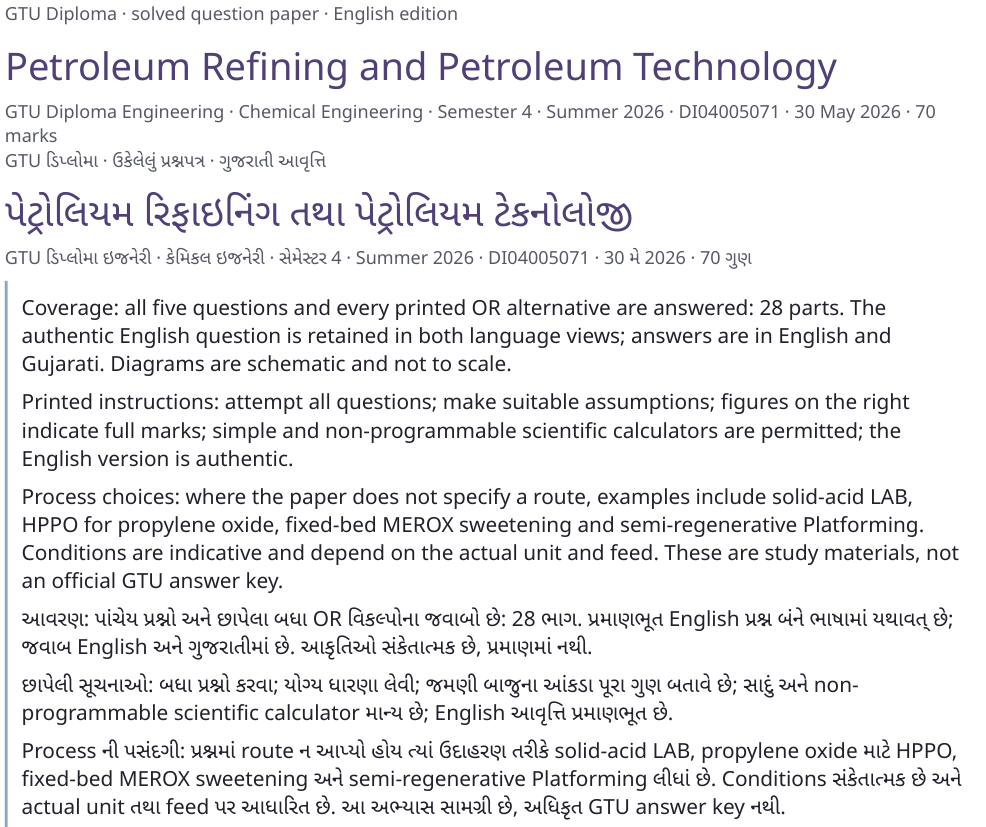 GTU Diploma · solved question paper · English edition
Petroleum Refining and Petroleum Technology
GTU Diploma Engineering · Chemical Engineering · Semester 4 · Summer 2026 · DI04005071 · 30 May 2026 · 70
marks
GTU ડિપ્લોમા · ઉકેલેલું પ્રશ્નપત્ર · ગુજરાતી આવૃત્તિ
પેટ્રોલિયમ રિફાઇનિંગ તથા પેટ્રોલિયમ ટેકનોલોજી
GTU ડિપ્લોમા ઇજનેરી · કેમિકલ ઇજનેરી · સેમેસ્ટર 4 · Summer 2026 · DI04005071 · 30 મે 2026 · 70 ગુણ
Coverage: all five questions and every printed OR alternative are answered: 28 parts. The
authentic English question is retained in both language views; answers are in English and
Gujarati. Diagrams are schematic and not to scale.
Printed instructions: attempt all questions; make suitable assumptions; figures on the right
indicate full marks; simple and non-programmable scientific calculators are permitted; the
English version is authentic.
Process choices: where the paper does not specify a route, examples include solid-acid LAB,
HPPO for propylene oxide, fixed-bed MEROX sweetening and semi-regenerative Platforming.
Conditions are indicative and depend on the actual unit and feed. These are study materials, not
an official GTU answer key.
આવરણ: પાંચેય પ્રશ્નો અને છાપેલા બધા OR વિકલ્પોના જવાબો છે: 28 ભાગ. પ્રમાણભૂત English પ્રશ્ન બંને ભાષામાં યથાવત્ છે;
જવાબ English અને ગુજરાતીમાં છે. આકૃતિઓ સંકેતાત્મક છે, પ્રમાણમાં નથી.
છાપેલી સૂચનાઓ: બધા પ્રશ્નો કરવા; યોગ્ય ધારણા લેવી; જમણી બાજુના આંકડા પૂરા ગુણ બતાવે છે; સાદું અને non-
programmable scientific calculator માન્ય છે; English આવૃત્તિ પ્રમાણભૂત છે.
Process ની પસંદગી: પ્રશ્નમાં route ન આપ્યો હોય ત્યાં ઉદાહરણ તરીકે solid-acid LAB, propylene oxide માટે HPPO,
fixed-bed MEROX sweetening અને semi-regenerative Platforming લીધાં છે. Conditions સંકેતાત્મક છે અને
actual unit તથા feed પર આધારિત છે. આ અભ્યાસ સામગ્રી છે, અધિકૃત GTU answer key નથી.